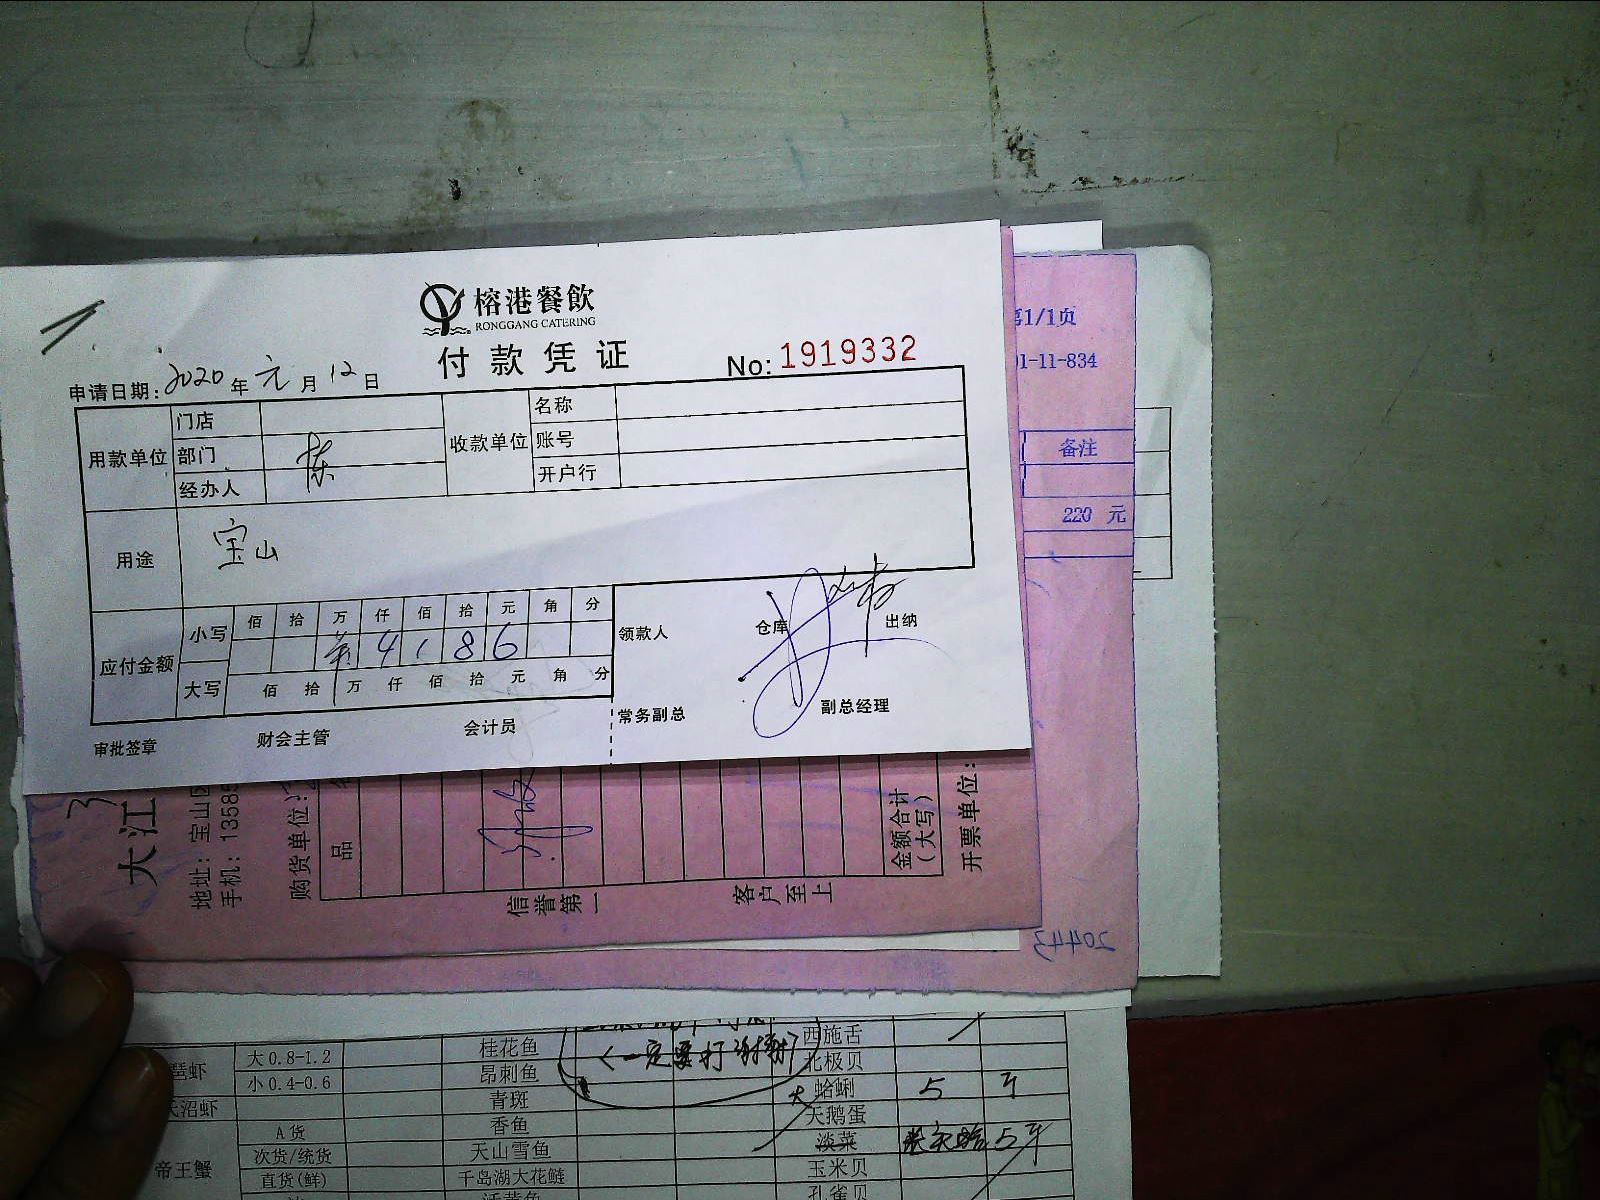 榕港餐飲
RONGGANG CATERING
付款凭证
No: 1919332
申请日期: 2020 年 元 月 12 日
用款单位 门店 收款单位 名称
部门 账号
经办人 开户行
用途 宝山
应付金额 小写 佰 拾 万 仟 佰 拾 元 角 分
4 1 8 6
大写 佰 拾 万 仟 佰 拾 元 角 分
领款人 仓库 出纳
常务副总 副总经理
审批签章 财会主管 会计员
第1/1页
01-11-834
备注
220 元
大江
地址: 宝山区
手机: 13585
购货单位:
品
信誉第一
客户至上
金额合计
(大写)
开票单位:
20443
西施舌
大0.8-1.2 桂花鱼 <一定要打 北极贝
小0.4-0.6 昂刺鱼 大 蛤蜊 5 斤
沼虾 青斑 天鹅蛋
A货 香鱼 淡菜 5斤
帝王蟹 次货/统货 天山雪鱼 玉米贝
直货(鲜) 千岛湖大花鲢 孔雀贝